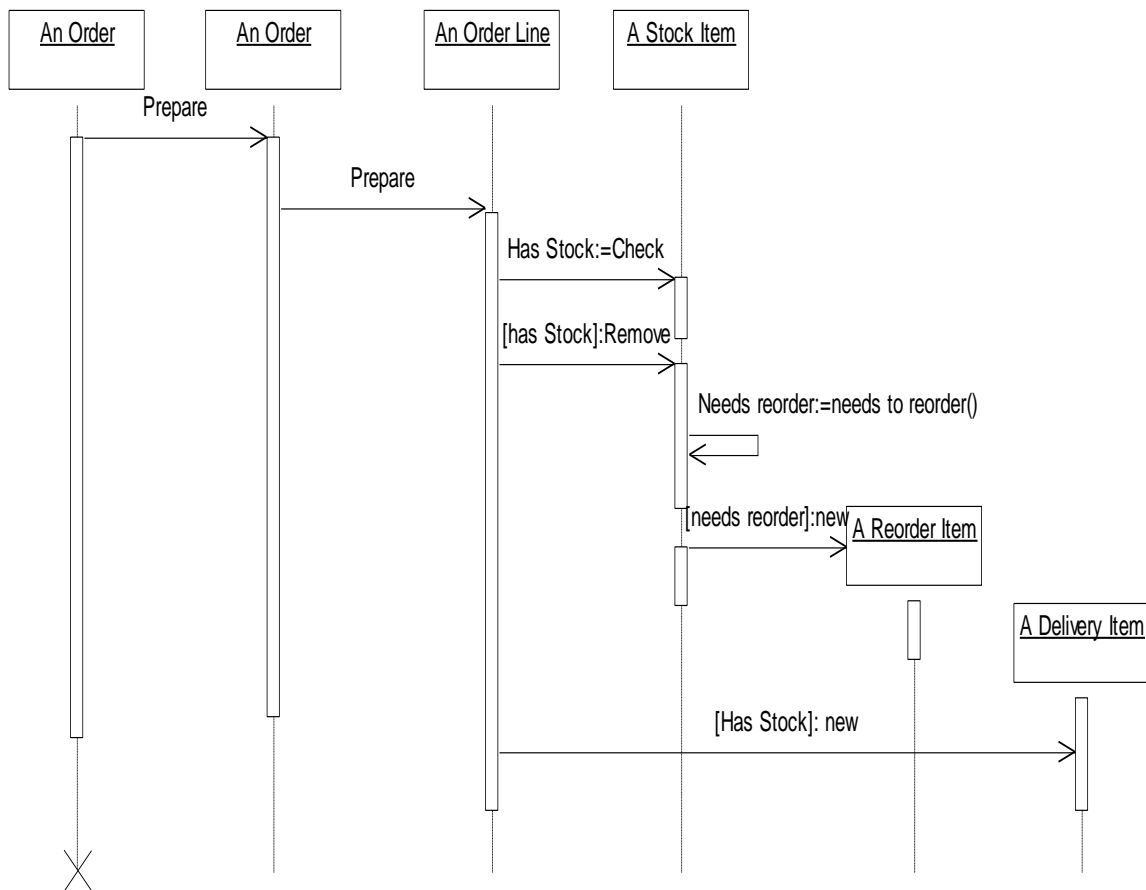 An Order
An Order
An Order Line
A Stock Item
Prepare
Prepare
Has Stock:=Check
[has Stock]:Remove
Needs reorder:=needs to reorder()
[needs reorder]:new
A Reorder Item
A Delivery Item
[Has Stock]: new